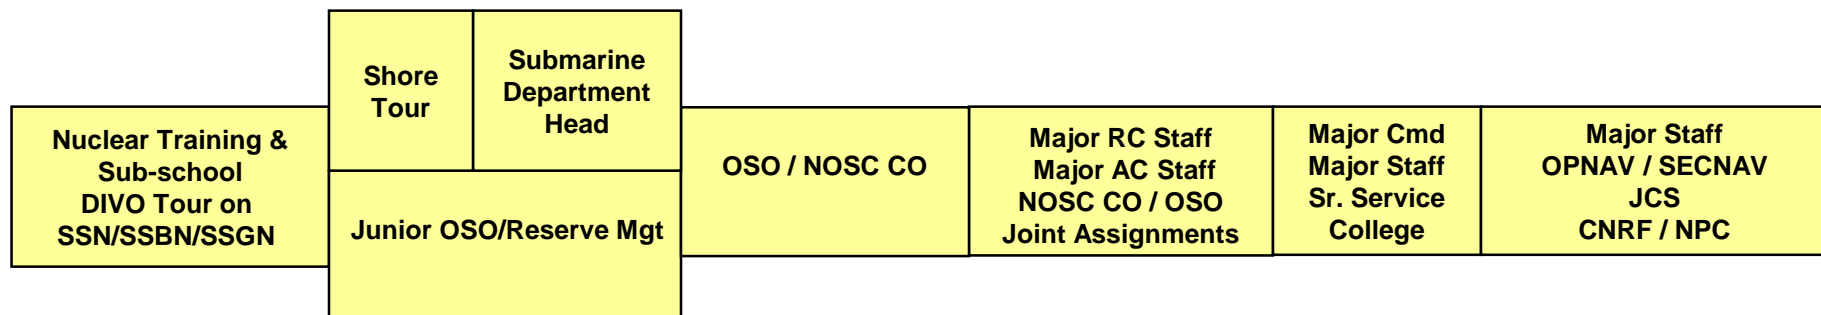 Nuclear Training &
Sub-school
DIVO Tour on
SSN/SSBN/SSGN
Shore
Tour
Submarine
Department
Head
Junior OSO/Reserve Mgt
OSO / NOSC CO
Major RC Staff
Major AC Staff
NOSC CO / OSO
Joint Assignments
Major Cmd
Major Staff
Sr. Service
College
Major Staff
OPNAV / SECNAV
JCS
CNRF / NPC